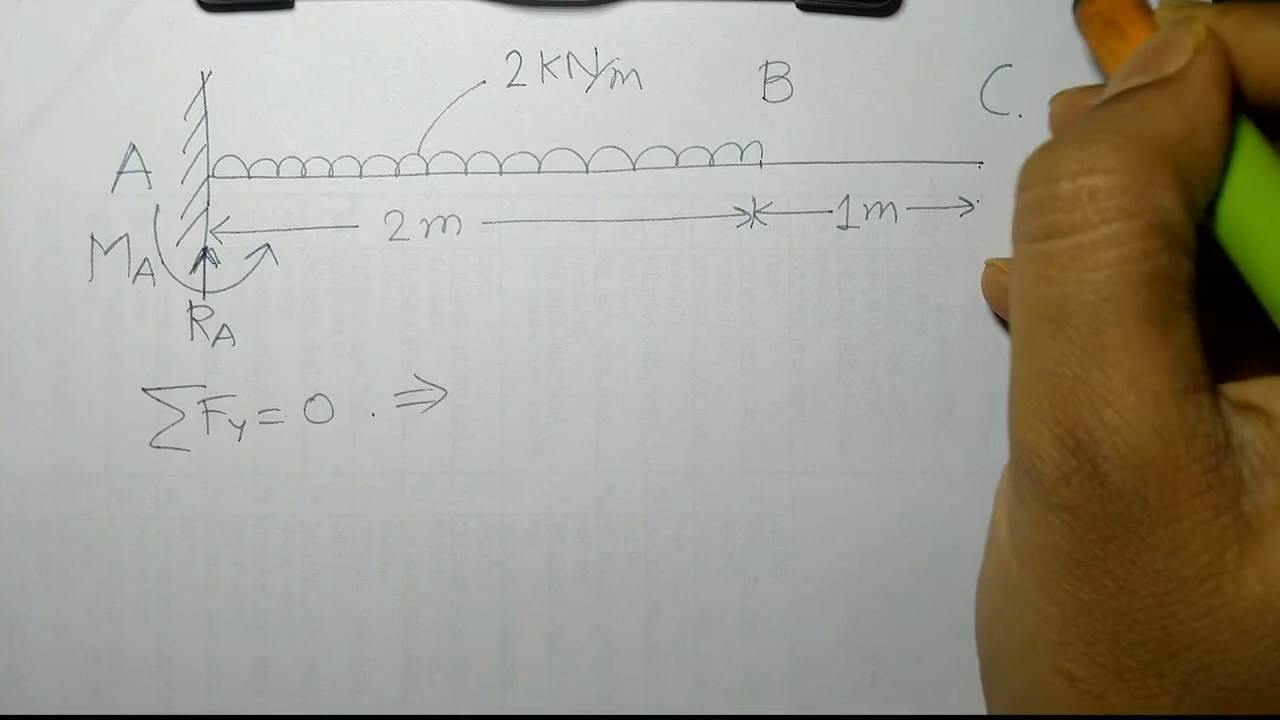 2 KN/m
B
C.
A
2 m
1 m
MA
RA
∑Fy = 0 . ⇒